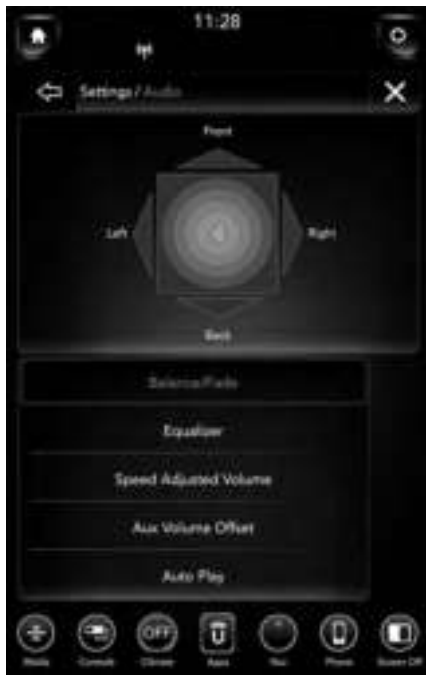 11:28
Settings / Audio
Front
Left
Right
Back
Balance/Fade
Equalizer
Speed Adjusted Volume
Aux Volume Offset
Auto Play
OFF
Media
Controls
Climate
Apps
Nav
Phone
Screen Off